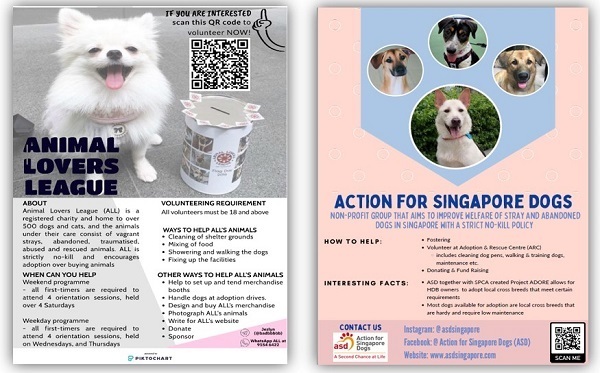 IF YOU ARE INTERESTED
scan this QR code to
volunteer NOW!
ANIMAL
LOVERS
LEAGUE
ABOUT
Animal Lovers League (ALL) is a
registered charity and home to over
500 dogs and cats, and the animals
under their care consist of vagrant
strays, abandoned, traumatised,
abused and rescued animals. ALL is
strictly no-kill and encourages
adoption over buying animals
WHEN CAN YOU HELP
Weekend programme
- all first-timers are required to
attend 4 orientation sessions, held
over 4 Saturdays
Weekday programme
- all first-timers are required to
attend 4 orientation sessions, held
on Wednesdays, and Thursdays
VOLUNTEERING REQUIREMENT
All volunteers must be 18 and above
WAYS TO HELP ALL'S ANIMALS
• Cleaning of shelter grounds
• Mixing of food
• Showering and walking the dogs
• Fixing up the facilities
OTHER WAYS TO HELP ALL'S ANIMALS
• Help to set up and tend merchandise
booths
• Handle dogs at adoption drives.
• Design and buy ALL's merchandise
• Photograph ALL's animals
• Write for ALL's website
• Donate
• Sponsor
WhatsApp ALL at
PIKTOCHART
ACTION FOR SINGAPORE DOGS
NON-PROFIT GROUP THAT AIMS TO IMPROVE WELFARE OF STRAY AND ABANDONED
DOGS IN SINGAPORE WITH A STRICT NO-KILL POLICY
HOW TO HELP:
• Fostering
• Volunteer at Adoption & Rescue Centre (ARC)
◦ includes cleaning dog pens, walking & training dogs,
maintenance etc.
• Donating & Fund Raising
INTERESTING FACTS:
• ASD together with SPCA created Project ADORE allowing for
HDB owners to adopt local cross breeds that meet certain
requirements
• Most dogs available for adoption are local cross breeds that
are hardy and require low maintenance
CONTACT US
asd
Action for
Singapore
Dogs
A Second Chance at Life
Instagram: @ asdsingapore
Facebook: @ Action for Singapore Dogs (ASD)
Website: www.asdsingapore.com
SCAN ME